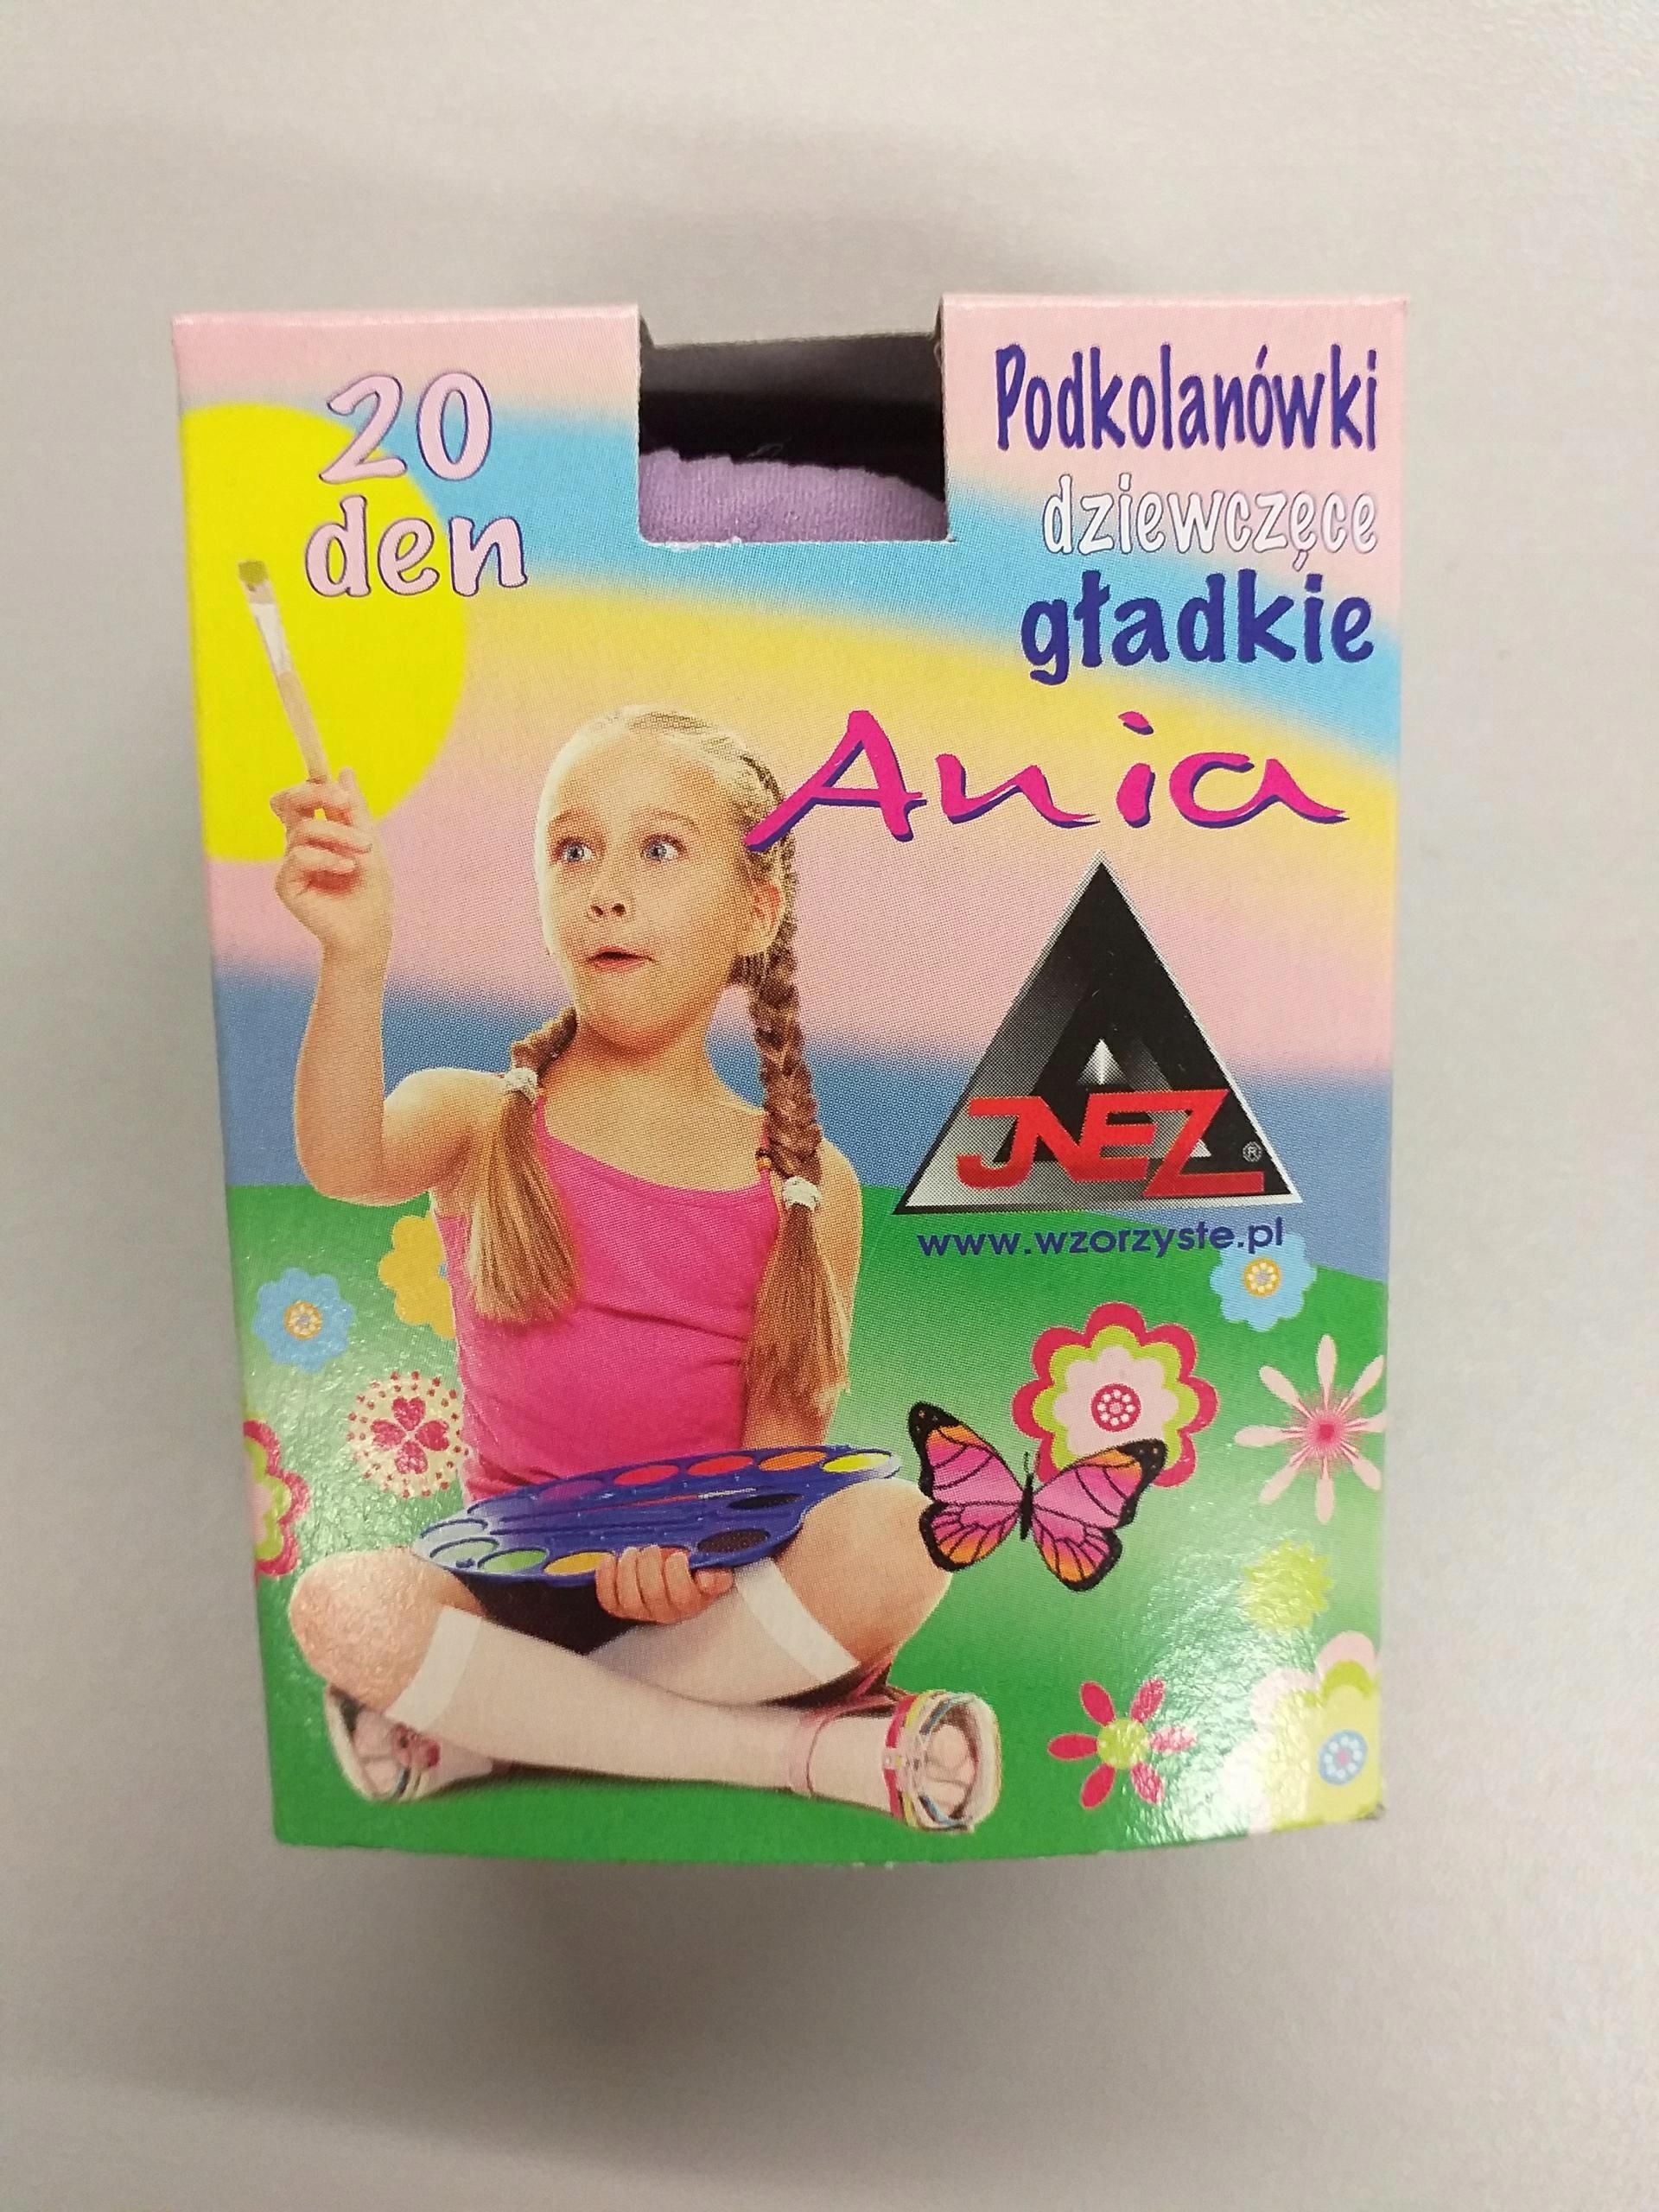 20
den
Podkolanówki
dziewczęce
gładkie
Ania
INEZ ®
www.wzorzyste.pl